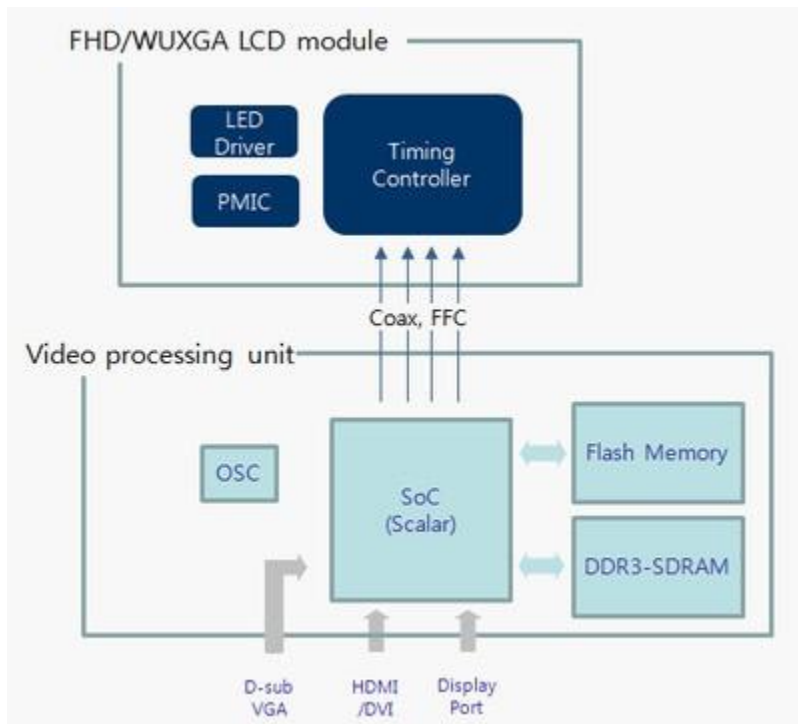 FHD/WUXGA LCD module
LED
Driver
Timing
Controller
PMIC
Coax, FFC
Video processing unit
OSC
SoC
(Scalar)
Flash Memory
DDR3-SDRAM
D-sub
VGA
HDMI
/DVI
Display
Port